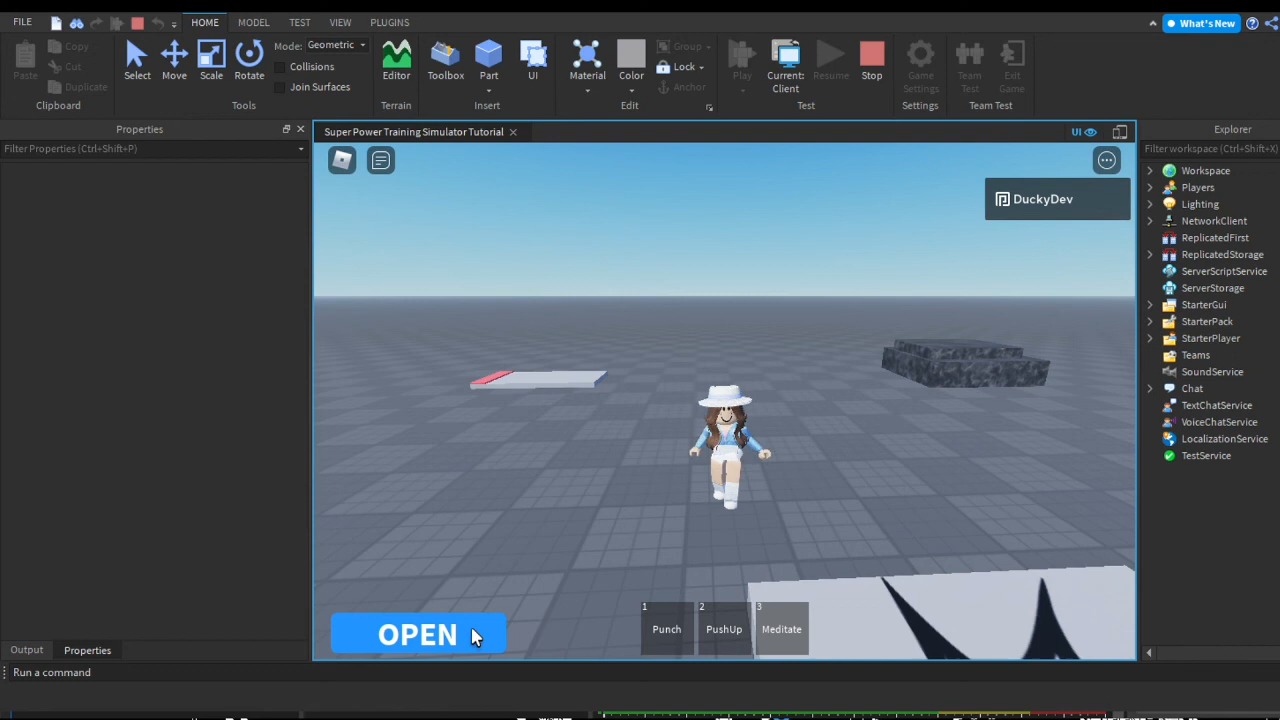 FILE HOME MODEL TEST VIEW PLUGINS What's New
Paste Copy Cut Duplicate Clipboard
Select Move Scale Rotate Mode: Geometric Collisions Join Surfaces Tools
Editor Terrain
Toolbox Part UI Insert
Material Color Group Lock Anchor Edit
Play Current: Client Resume Stop Test
Game Settings Settings
Team Test Exit Game Team Test
Properties
Filter Properties (Ctrl+Shift+P)
Super Power Training Simulator Tutorial
UI
DuckyDev
OPEN
1 Punch
2 PushUp
3 Meditate
Explorer
Filter workspace (Ctrl+Shift+X)
Workspace
Players
Lighting
NetworkClient
ReplicatedFirst
ReplicatedStorage
ServerScriptService
ServerStorage
StarterGui
StarterPack
StarterPlayer
Teams
SoundService
Chat
TextChatService
VoiceChatService
LocalizationService
TestService
Output Properties
Run a command